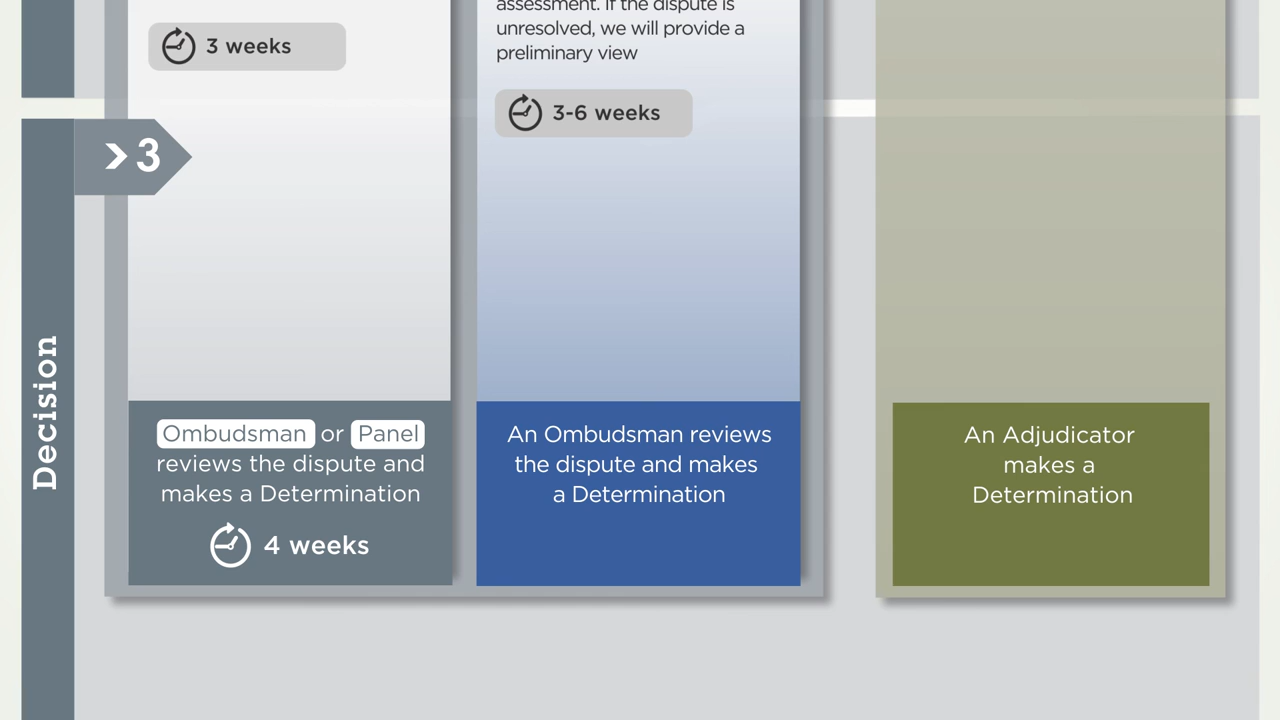 3 weeks
assessment. If the dispute is
unresolved, we will provide a
preliminary view
3-6 weeks
3
Decision
Ombudsman or Panel
reviews the dispute and
makes a Determination
4 weeks
An Ombudsman reviews
the dispute and makes
a Determination
An Adjudicator
makes a
Determination